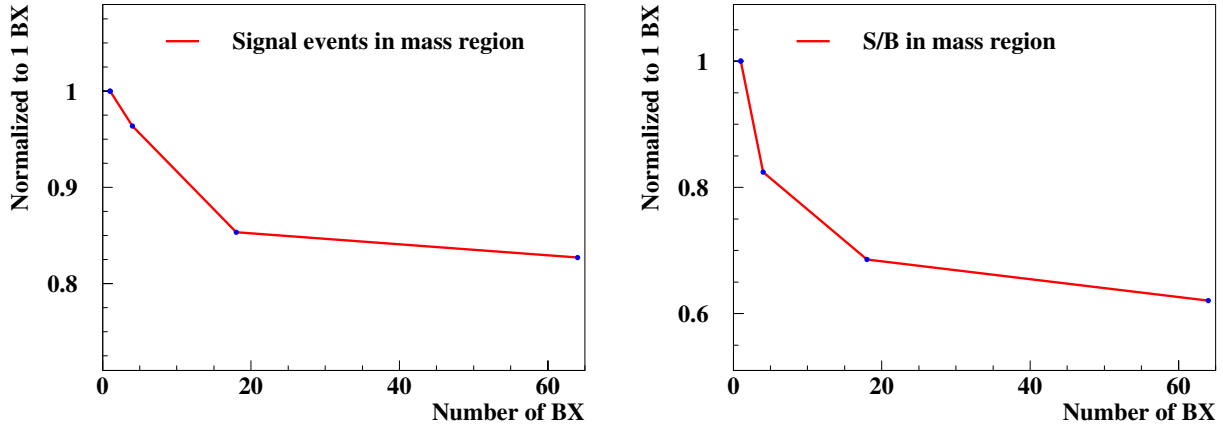 Normalized to 1 BX
Signal events in mass region
1
0.9
0.8
0
20
40
60
Number of BX
Normalized to 1 BX
S/B in mass region
1
0.8
0.6
0
20
40
60
Number of BX